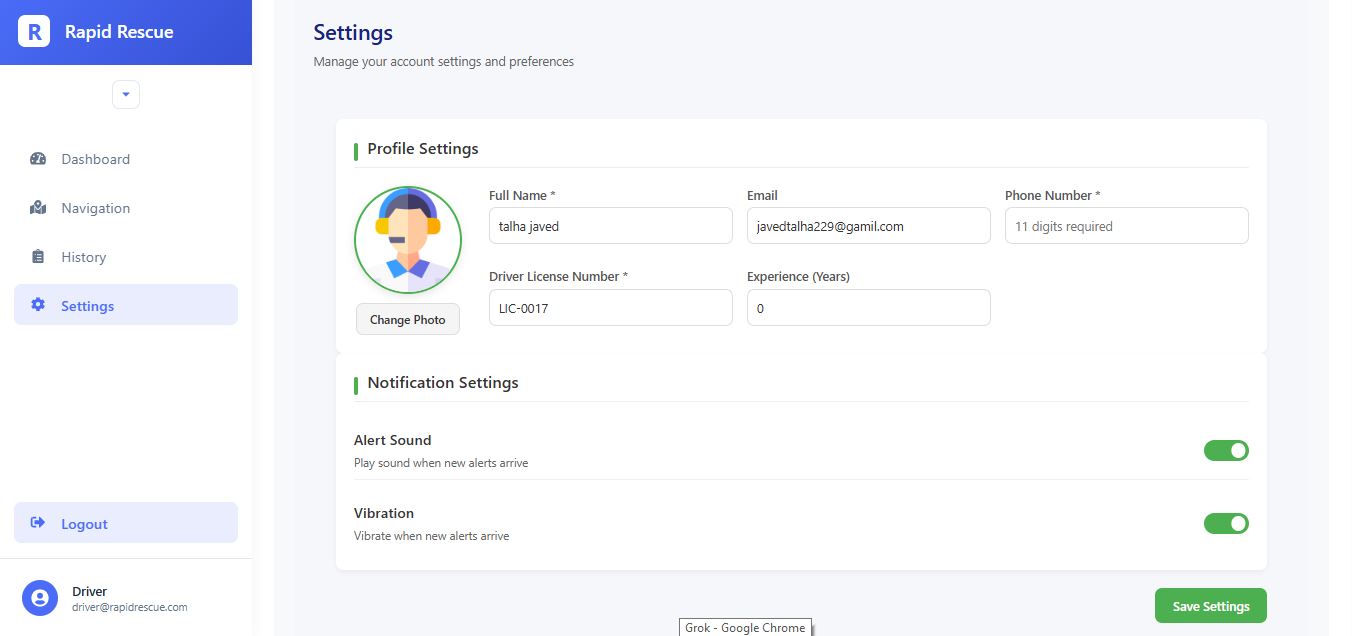 R Rapid Rescue
Dashboard
Navigation
History
Settings
Logout
Driver
driver@rapidrescue.com
Settings
Manage your account settings and preferences
Profile Settings
Change Photo
Full Name * Email Phone Number *
talha javed javedtalha229@gamil.com 11 digits required
Driver License Number * Experience (Years)
LIC-0017 0
Notification Settings
Alert Sound
Play sound when new alerts arrive
Vibration
Vibrate when new alerts arrive
Save Settings
Grok - Google Chrome